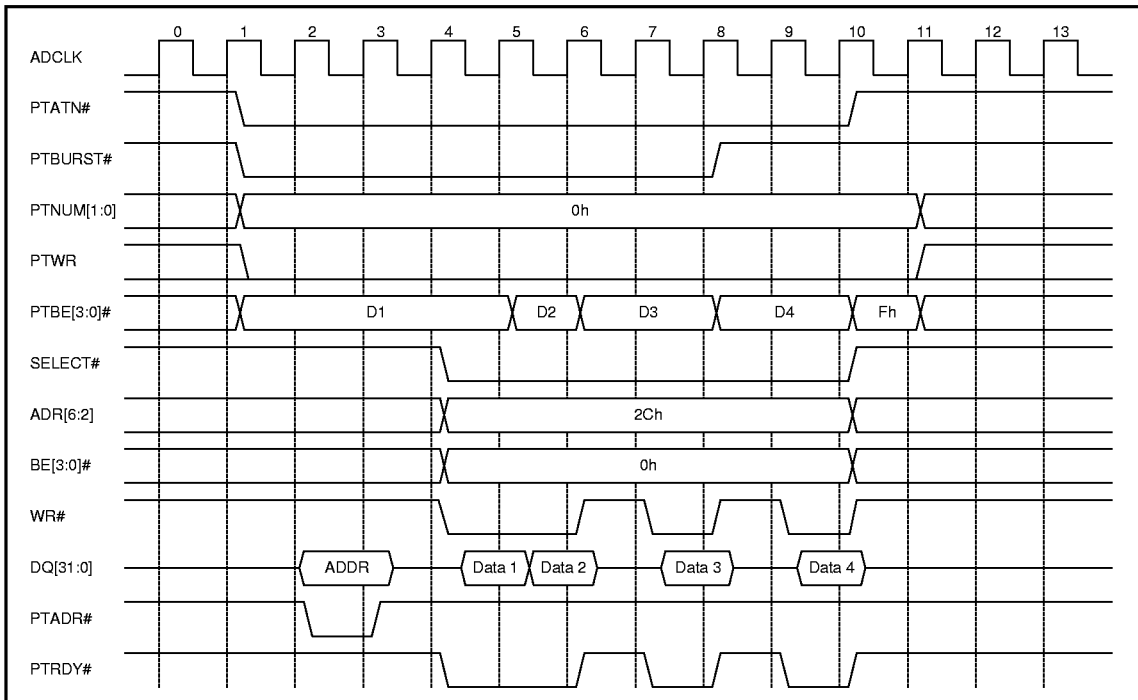 0 1 2 3 4 5 6 7 8 9 10 11 12 13
ADCLK
PTATN#
PTBURST#
PTNUM[1:0] 0h
PTWR
PTBE[3:0]# D1 D2 D3 D4 Fh
SELECT#
ADR[6:2] 2Ch
BE[3:0]# 0h
WR#
DQ[31:0] ADDR Data 1 Data 2 Data 3 Data 4
PTADR#
PTRDY#